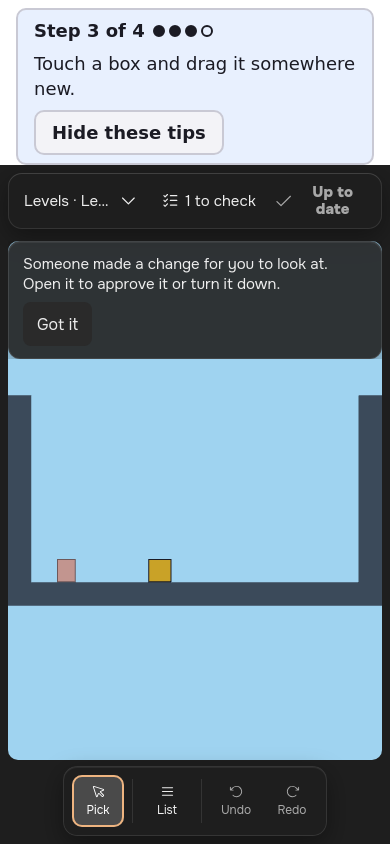 Step 3 of 4
Touch a box and drag it somewhere
new.
Hide these tips
Levels · Le...
1 to check
Up to
date
Someone made a change for you to look at.
Open it to approve it or turn it down.
Got it
Pick
List
Undo
Redo